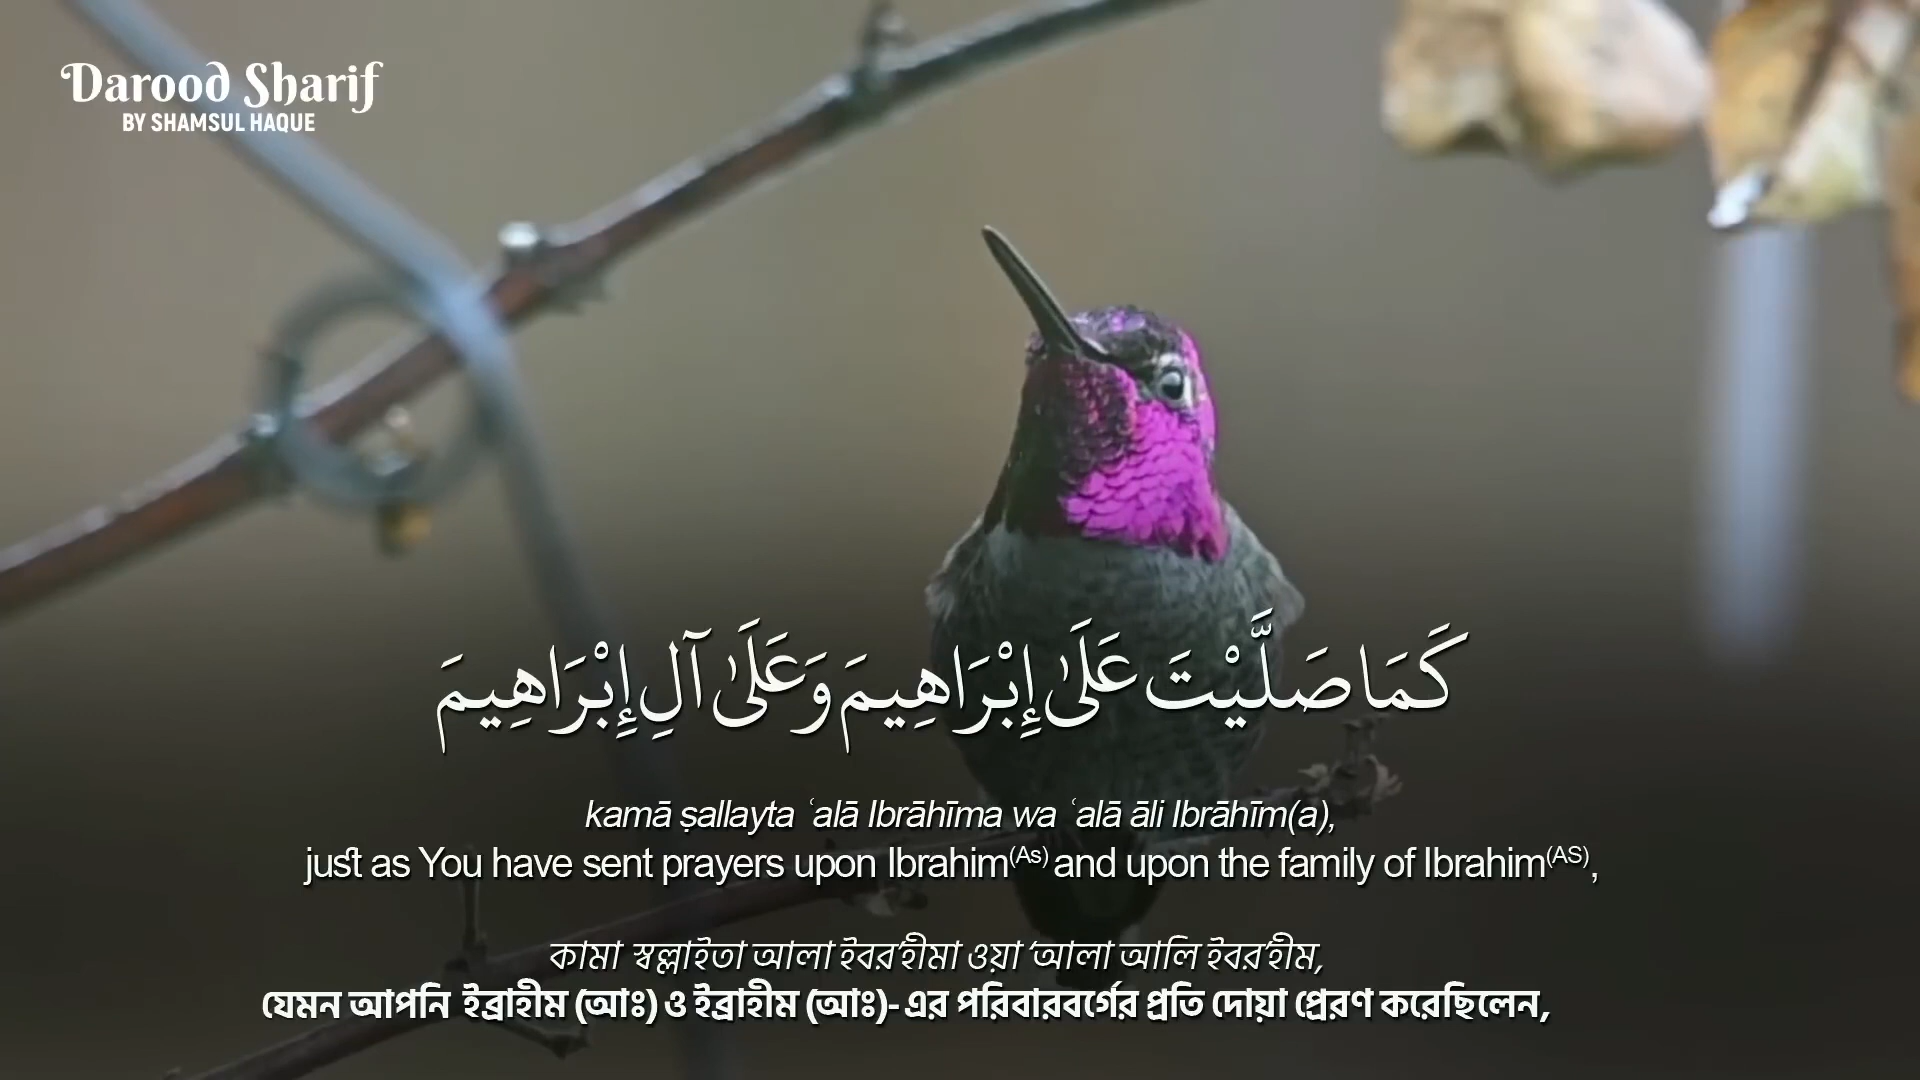 Darood Sharif
BY SHAMSUL HAQUE
كَمَا صَلَّيْتَ عَلَىٰ إِبْرَاهِيمَ وَعَلَىٰ آلِ إِبْرَاهِيمَ
kamā ṣallayta ʿalā Ibrāhīma wa ʿalā āli Ibrāhīm(a),
just as You have sent prayers upon Ibrahim(As) and upon the family of Ibrahim(AS),
কামা স্বল্লাইতা আলা ইবর’হীমা ওয়া ‘আলা আলি ইবর’হীম,
যেমন আপনি ইব্রাহীম (আঃ) ও ইব্রাহীম (আঃ)- এর পরিবারবর্গের প্রতি দোয়া প্রেরণ করেছিলেন,